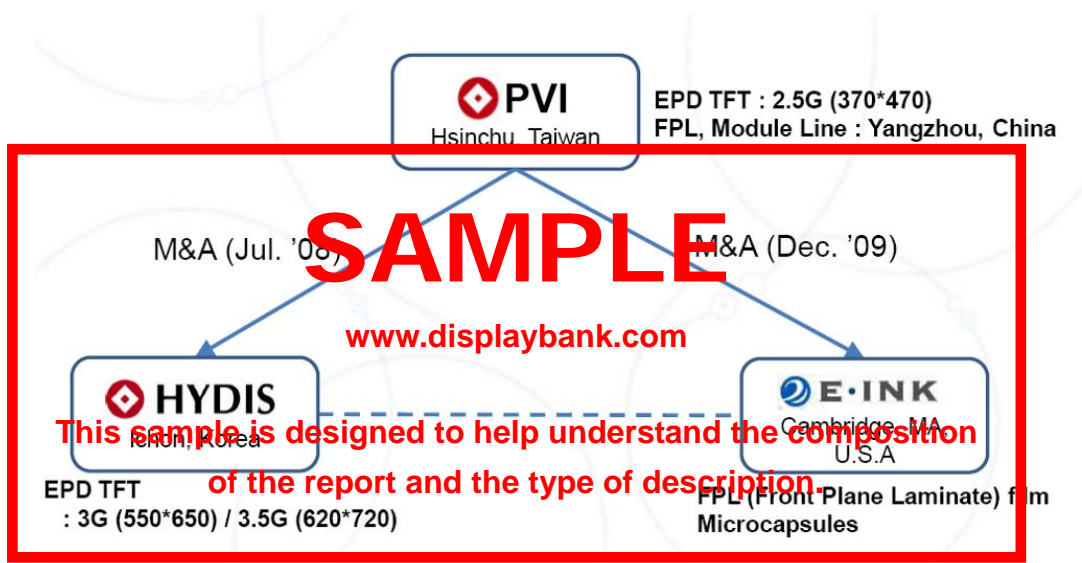 PVI
Hsinchu, Taiwan
EPD TFT : 2.5G (370*470)
FPL, Module Line : Yangzhou, China
M&A (Jul. ’08)
SAMPLE
M&A (Dec. ’09)
www.displaybank.com
HYDIS
Ichon, Korea
E·INK
Cambridge, MA,
U.S.A
This sample is designed to help understand the composition
of the report and the type of description.
EPD TFT
: 3G (550*650) / 3.5G (620*720)
FPL (Front Plane Laminate) film
Microcapsules